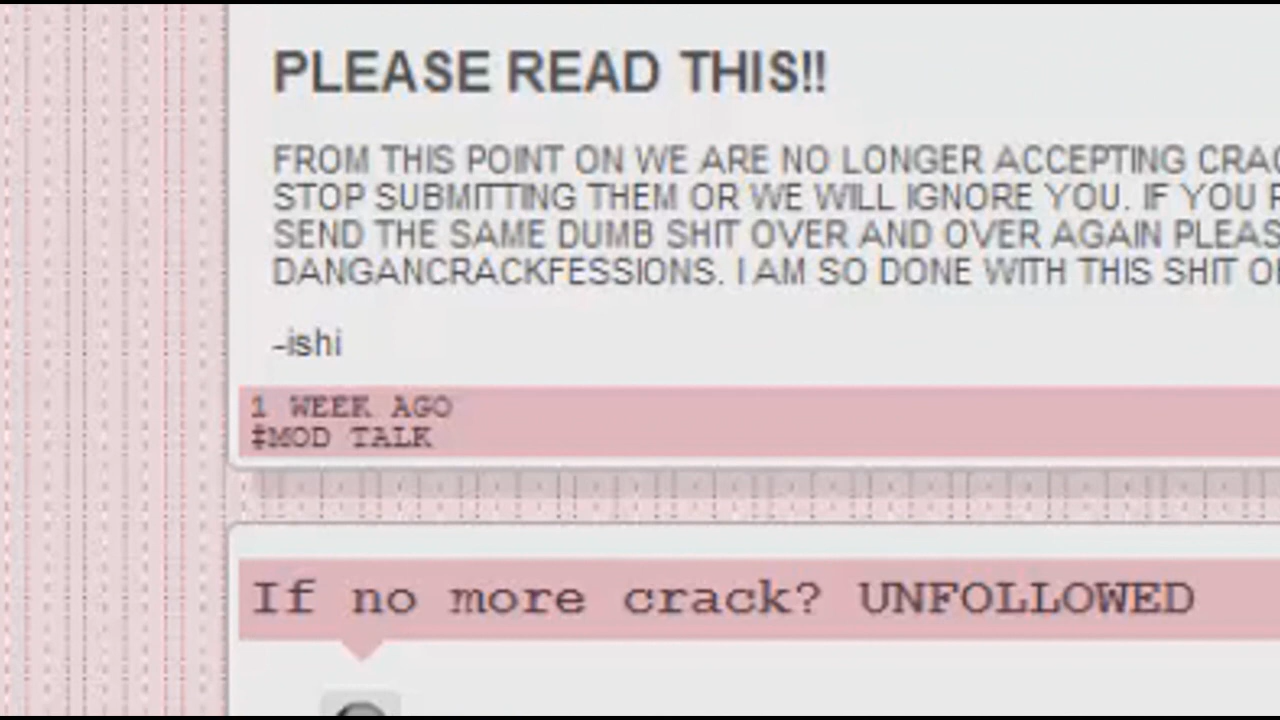 PLEASE READ THIS!!
FROM THIS POINT ON WE ARE NO LONGER ACCEPTING
STOP SUBMITTING THEM OR WE WILL IGNORE YOU. IF YOU
SEND THE SAME DUMB SHIT OVER AND OVER AGAIN
DANGANCRACKFESSIONS. I AM SO DONE WITH THIS SHIT
-ishi
1 WEEK AGO
#MOD TALK
If no more crack? UNFOLLOWED